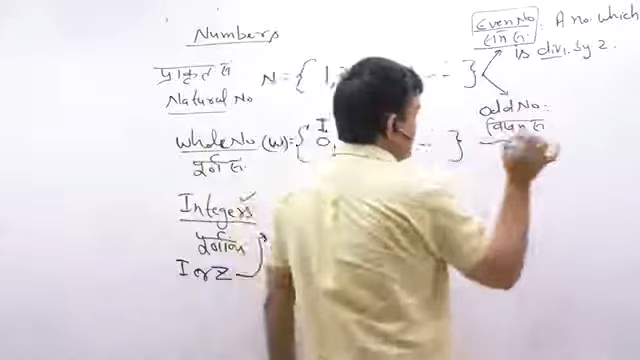 Numbers
Even No
सम सं.
A no. which
is divi. by 2.
प्राकृत सं
N = { 1, - - }
Natural No
odd No:
विषम सं
I
Whole No (W) = { 0, - - }
पूर्ण सं.
Integers ✓
पूर्णांक
I or Z